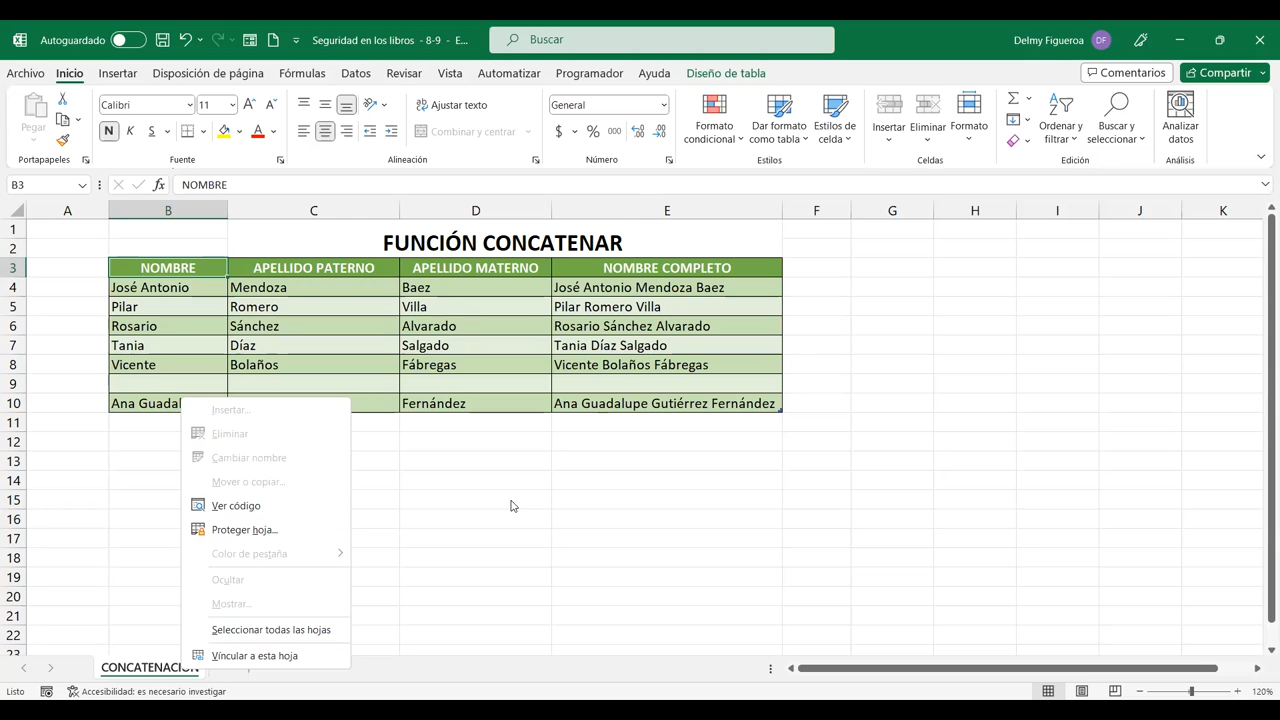 Autoguardado
Seguridad en los libros - 8-9 - E...
Buscar
Delmy Figueroa
DF
Archivo Inicio Insertar Disposición de página Fórmulas Datos Revisar Vista Automatizar Programador Ayuda Diseño de tabla
Comentarios
Compartir
Pegar
Portapapeles
Calibri 11
N K S
Fuente
Ajustar texto
Combinar y centrar
Alineación
General
$ % 000
Número
Formato condicional
Dar formato como tabla
Estilos de celda
Estilos
Insertar Eliminar Formato
Celdas
Ordenar y filtrar
Buscar y seleccionar
Edición
Analizar datos
Análisis
B3 fx NOMBRE
A B C D E F G H I J K
1
2 FUNCIÓN CONCATENAR
3 NOMBRE APELLIDO PATERNO APELLIDO MATERNO NOMBRE COMPLETO
4 José Antonio Mendoza Baez José Antonio Mendoza Baez
5 Pilar Romero Villa Pilar Romero Villa
6 Rosario Sánchez Alvarado Rosario Sánchez Alvarado
7 Tania Díaz Salgado Tania Díaz Salgado
8 Vicente Bolaños Fábregas Vicente Bolaños Fábregas
9
10 Ana Guadal Fernández Ana Guadalupe Gutiérrez Fernández
11
12
13
14
15
16
17
18
19
20
21
22
23
Insertar...
Eliminar
Cambiar nombre
Mover o copiar...
Ver código
Proteger hoja...
Color de pestaña
Ocultar
Mostrar...
Seleccionar todas las hojas
Vincular a esta hoja
CONCATENACIÓN
Listo
Accesibilidad: es necesario investigar
120%